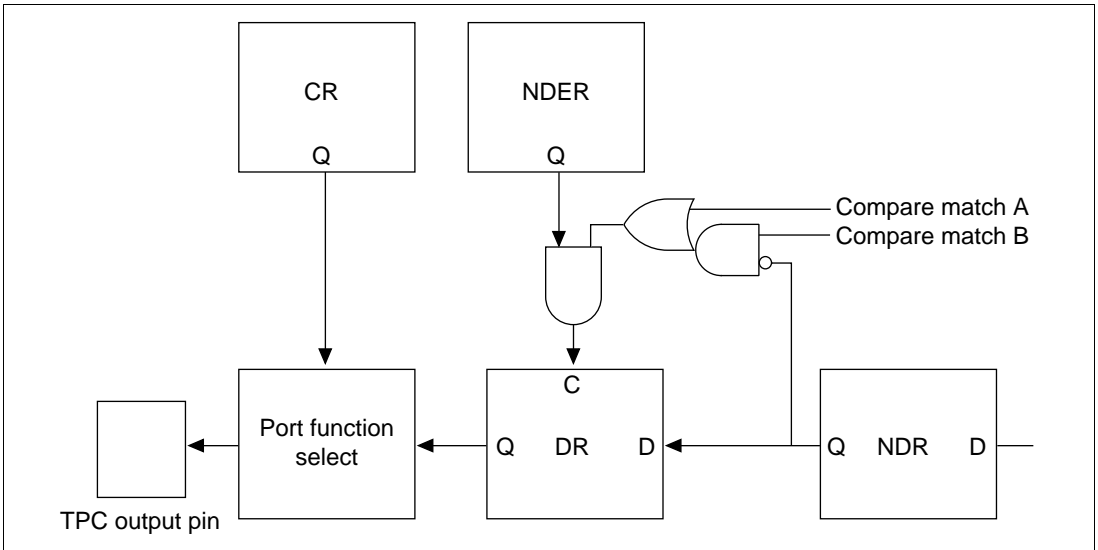 CR
Q
NDER
Q
Compare match A
Compare match B
C
Port function
select
Q
DR
D
Q
NDR
D
TPC output pin